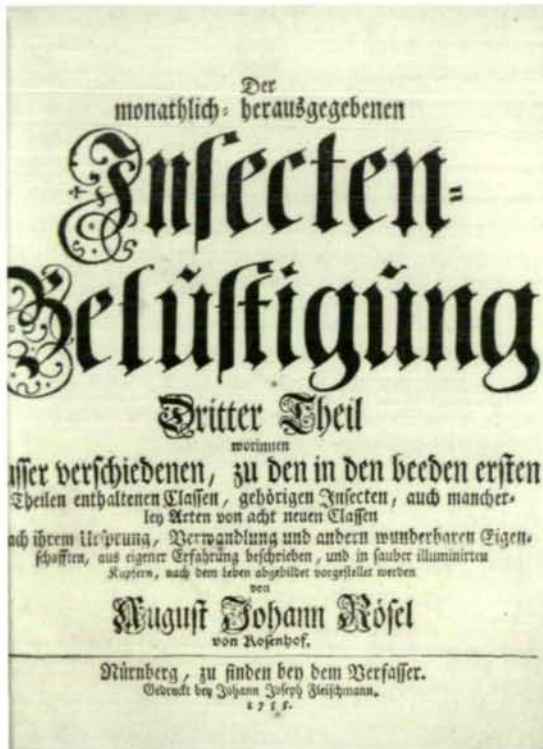 Der
monathlich-herausgegebenen
Insecten-
Belustigung
Dritter Theil
worinnen
ausser verschiedenen, zu den in den beeden ersten
Theilen enthaltenen Classen, gehörigen Insecten, auch mancher-
ley Arten von acht neuen Classen
nach ihrem Ursprung, Verwandlung und andern wunderbaren Eigen-
schafften, aus eigener Erfahrung beschrieben, und in sauber illuminirten
Kupfern, nach dem Leben abgebildet vorgestellet werden
von
August Johann Rösel
von Rosenhof.
Nürnberg, zu finden bey dem Verfasser.
Gedruckt bey Johann Joseph Fleischmann.
1755.